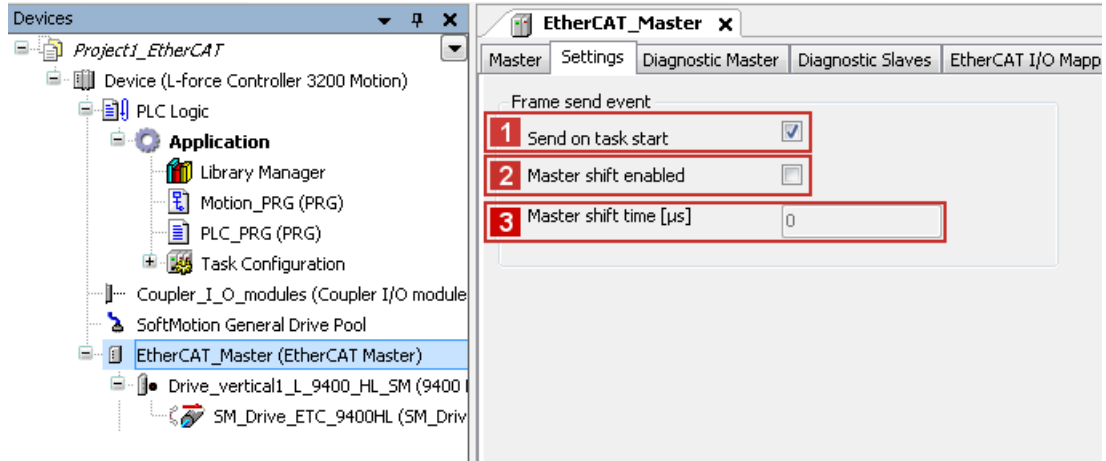 Devices
Project1_EtherCAT
Device (L-force Controller 3200 Motion)
PLC Logic
Application
Library Manager
Motion_PRG (PRG)
PLC_PRG (PRG)
Task Configuration
Coupler_I_O_modules (Coupler I/O module
SoftMotion General Drive Pool
EtherCAT_Master (EtherCAT Master)
Drive_vertical1_L_9400_HL_SM (9400
SM_Drive_ETC_9400HL (SM_Driv
EtherCAT_Master
Master Settings Diagnostic Master Diagnostic Slaves EtherCAT I/O Mapp
Frame send event
1 Send on task start
2 Master shift enabled
3 Master shift time [µs] 0